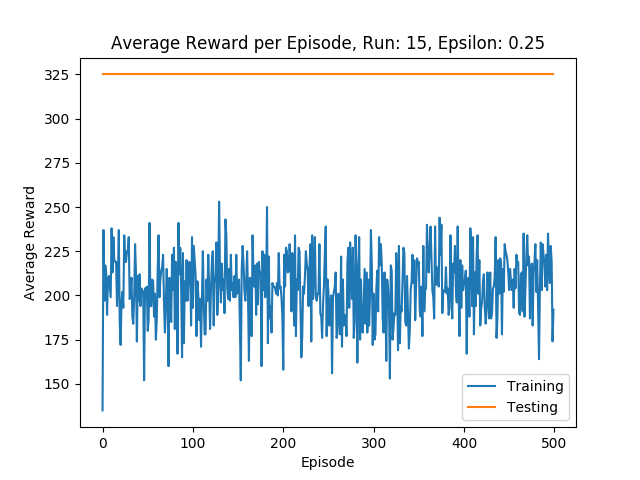 Average Reward per Episode, Run: 15, Epsilon: 0.25
Average Reward
325
300
275
250
225
200
175
150
0
100
200
300
400
500
Episode
Training
Testing